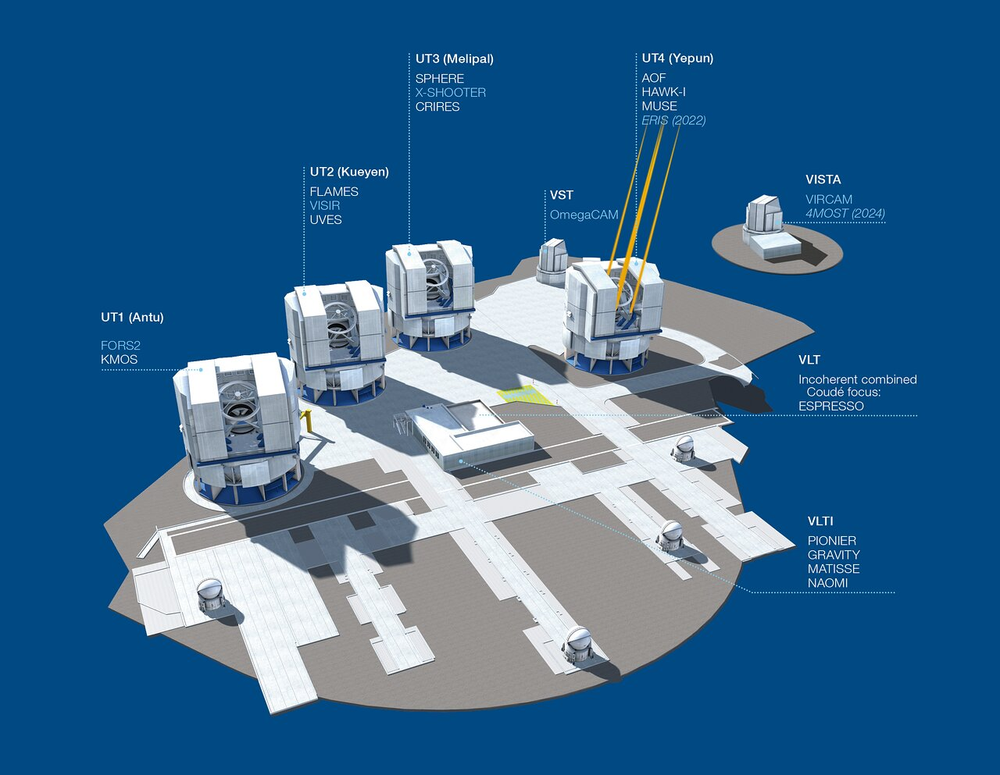 UT3 (Melipal)
SPHERE
X-SHOOTER
CRIRES
UT4 (Yepun)
AOF
HAWK-I
MUSE
ERIS (2022)
UT2 (Kueyen)
FLAMES
VISIR
UVES
VST
OmegaCAM
VISTA
VIRCAM
4MOST (2024)
UT1 (Antu)
FORS2
KMOS
VLT
Incoherent combined
Coudé focus:
ESPRESSO
VLTI
PIONIER
GRAVITY
MATISSE
NAOMI